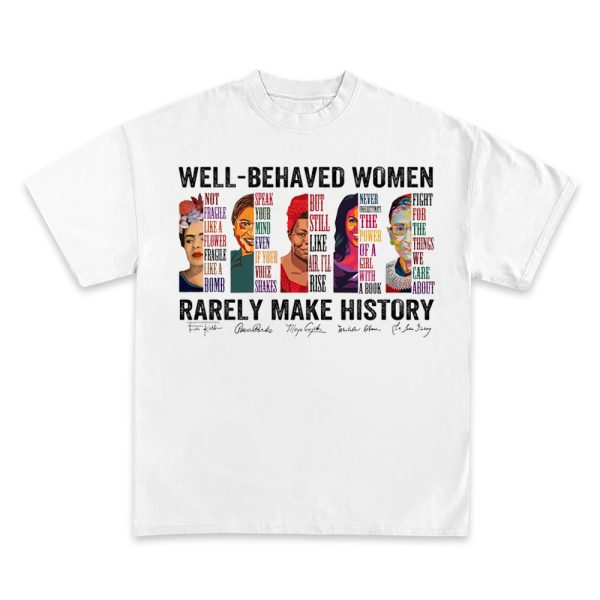 WELL-BEHAVED WOMEN
NOT
FRAGILE
LIKE A
FLOWER
FRAGILE
LIKE A
BOMB
SPEAK
YOUR
MIND
EVEN
IF YOUR
VOICE
SHAKES
BUT
STILL
LIKE
AIR, I'LL
RISE
NEVER
UNDERESTIMATE
THE
POWER
OF A
GIRL
WITH
A BOOK
FIGHT
FOR
THE
THINGS
WE
CARE
ABOUT
RARELY MAKE HISTORY
Rosa Parks